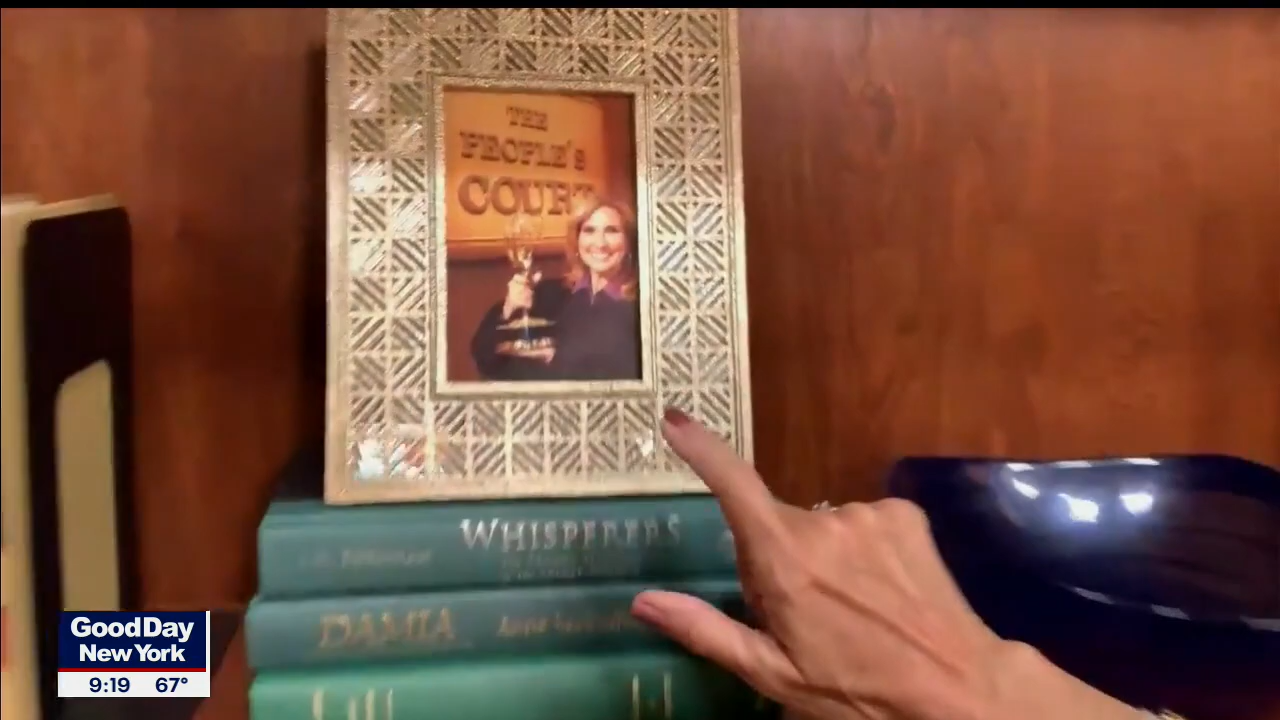 THE
PEOPLE'S
COURT
WHISPERERS
DAMIA
GoodDay
New York
9:19 67°